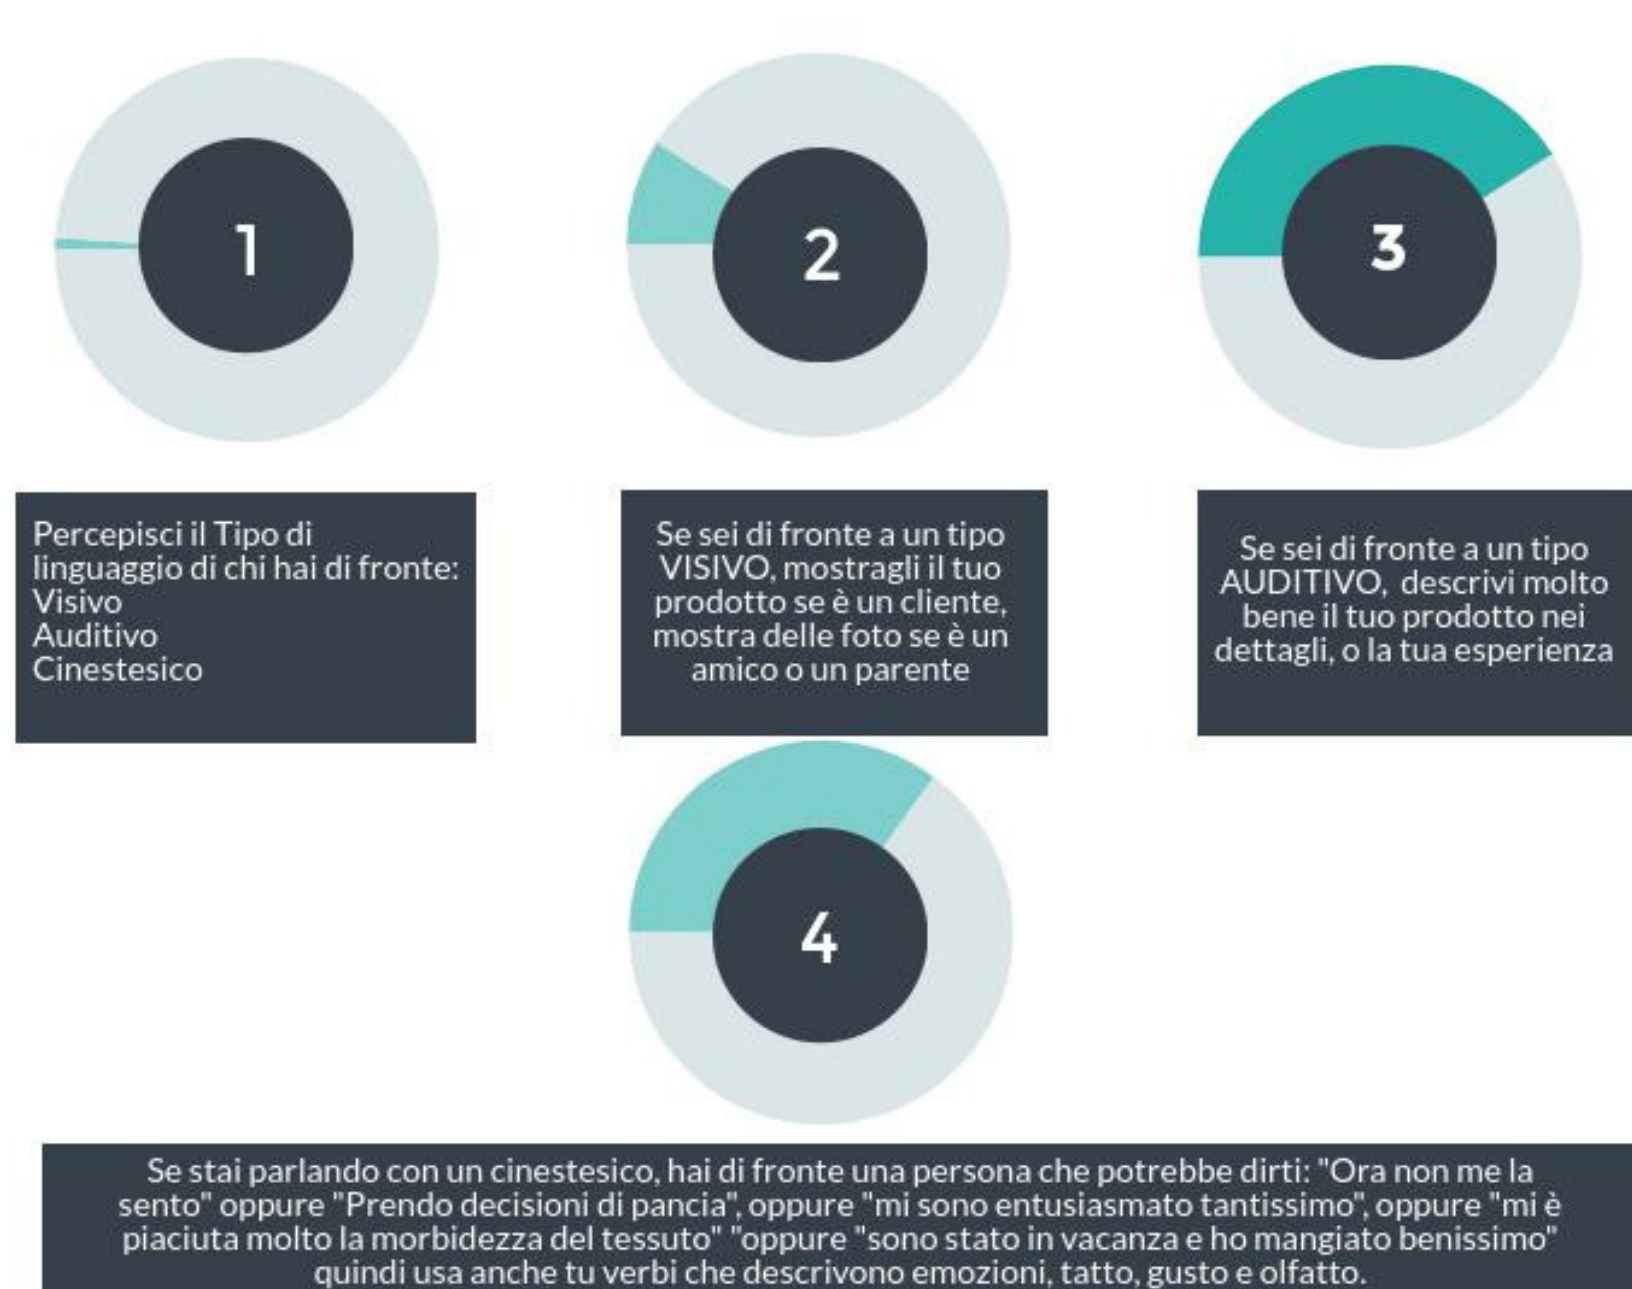 1
2
3
Percepisci il Tipo di
linguaggio di chi hai di fronte:
Visivo
Auditivo
Cinestesico
Se sei di fronte a un tipo
VISIVO, mostragli il tuo
prodotto se è un cliente,
mostra delle foto se è un
amico o un parente
Se sei di fronte a un tipo
AUDITIVO, descrivi molto
bene il tuo prodotto nei
dettagli, o la tua esperienza
4
Se stai parlando con un cinestesico, hai di fronte una persona che potrebbe dirti: "Ora non me la
sento" oppure "Prendo decisioni di pancia", oppure "mi sono entusiasmato tantissimo", oppure "mi è
piaciuta molto la morbidezza del tessuto" "oppure "sono stato in vacanza e ho mangiato benissimo"
quindi usa anche tu verbi che descrivono emozioni, tatto, gusto e olfatto.